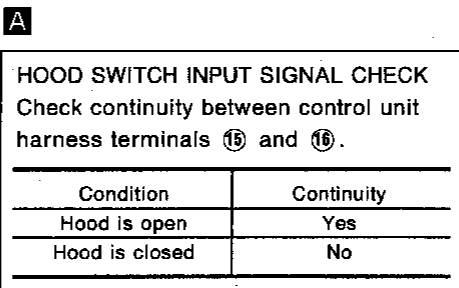 A
HOOD SWITCH INPUT SIGNAL CHECK
Check continuity between control unit
harness terminals ⑮ and ⑯.
Condition Continuity
Hood is open Yes
Hood is closed No